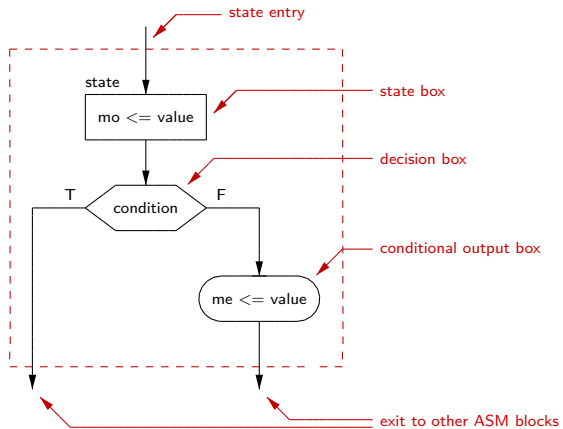 state entry
state
mo <= value
state box
decision box
T
F
condition
conditional output box
me <= value
exit to other ASM blocks